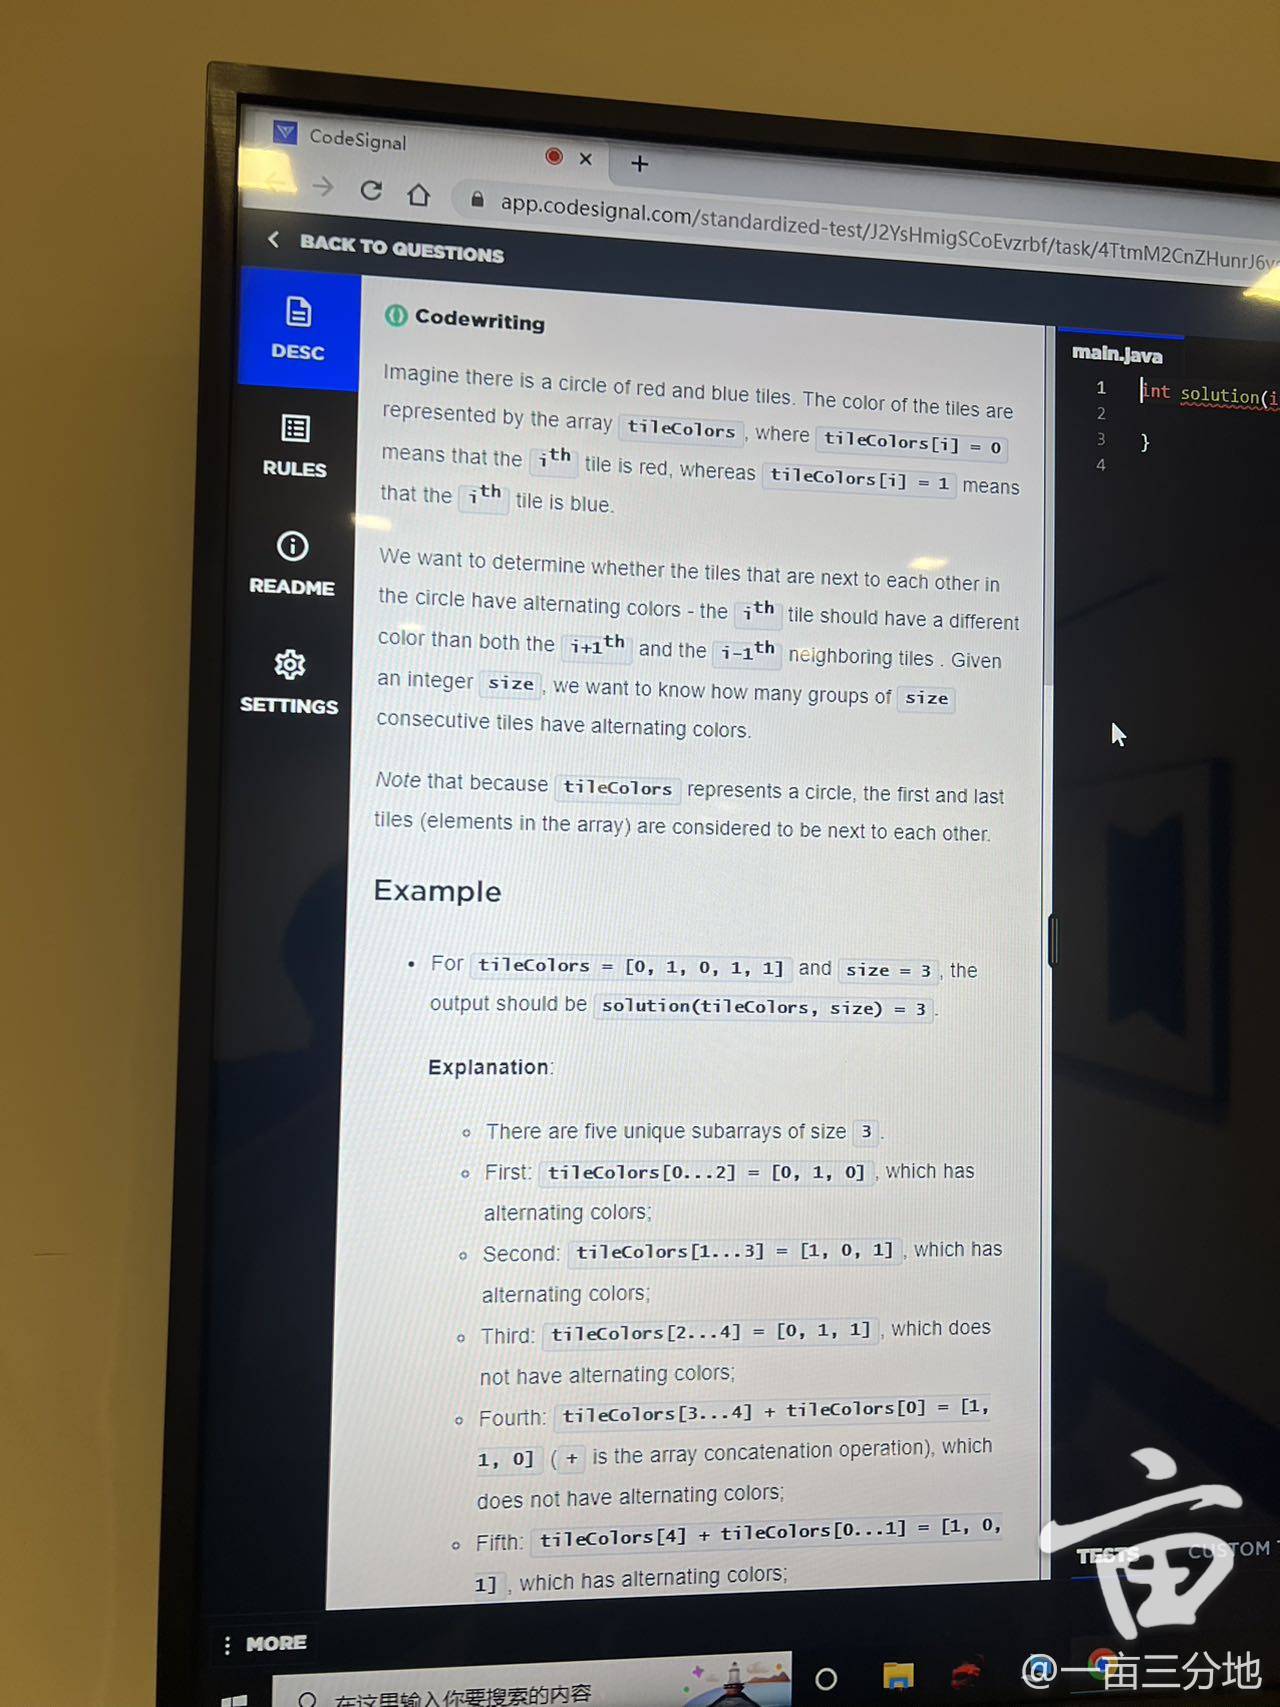 CodeSignal
app.codesignal.com/standardized-test/J2YsHmigSCoEvzrbf/task/4TtmM2CnZHunrJ6v
BACK TO QUESTIONS
DESC
RULES
README
SETTINGS
Codewriting
Imagine there is a circle of red and blue tiles. The color of the tiles are
represented by the array tileColors, where tileColors[i] = 0
means that the iᵗʰ tile is red, whereas tileColors[i] = 1 means
that the iᵗʰ tile is blue.
We want to determine whether the tiles that are next to each other in
the circle have alternating colors - the iᵗʰ tile should have a different
color than both the i+1ᵗʰ and the i-1ᵗʰ neighboring tiles . Given
an integer size, we want to know how many groups of size
consecutive tiles have alternating colors.
Note that because tileColors represents a circle, the first and last
tiles (elements in the array) are considered to be next to each other.
Example
• For tileColors = [0, 1, 0, 1, 1] and size = 3, the
output should be solution(tileColors, size) = 3.
Explanation:
There are five unique subarrays of size 3.
First: tileColors[0...2] = [0, 1, 0], which has
alternating colors;
Second: tileColors[1...3] = [1, 0, 1], which has
alternating colors;
Third: tileColors[2...4] = [0, 1, 1], which does
not have alternating colors;
Fourth: tileColors[3...4] + tileColors[0] = [1,
1, 0] ( + is the array concatenation operation), which
does not have alternating colors;
Fifth: tileColors[4] + tileColors[0...1] = [1, 0,
1], which has alternating colors;
main.java
1 int solution(i
2
3 }
4
TESTS
CUSTOM T
MORE
在这里输入你要搜索的内容
亩
@一亩三分地